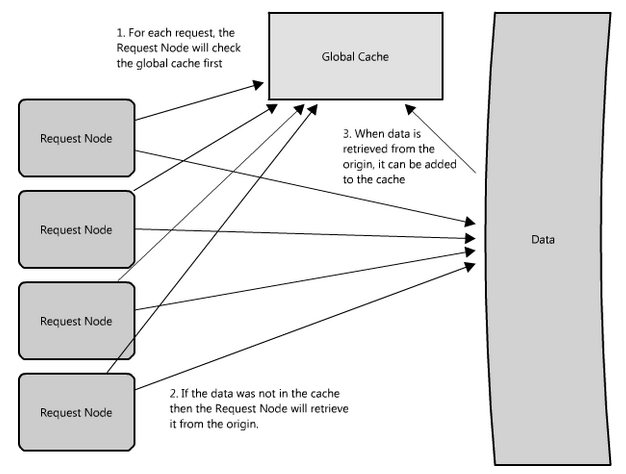 1. For each request, the
Request Node will check
the global cache first
Global Cache
Request Node
3. When data is
retrieved from the
origin, it can be added
to the cache
Request Node
Data
Request Node
2. If the data was not in the cache
then the Request Node will retrieve
it from the origin.
Request Node